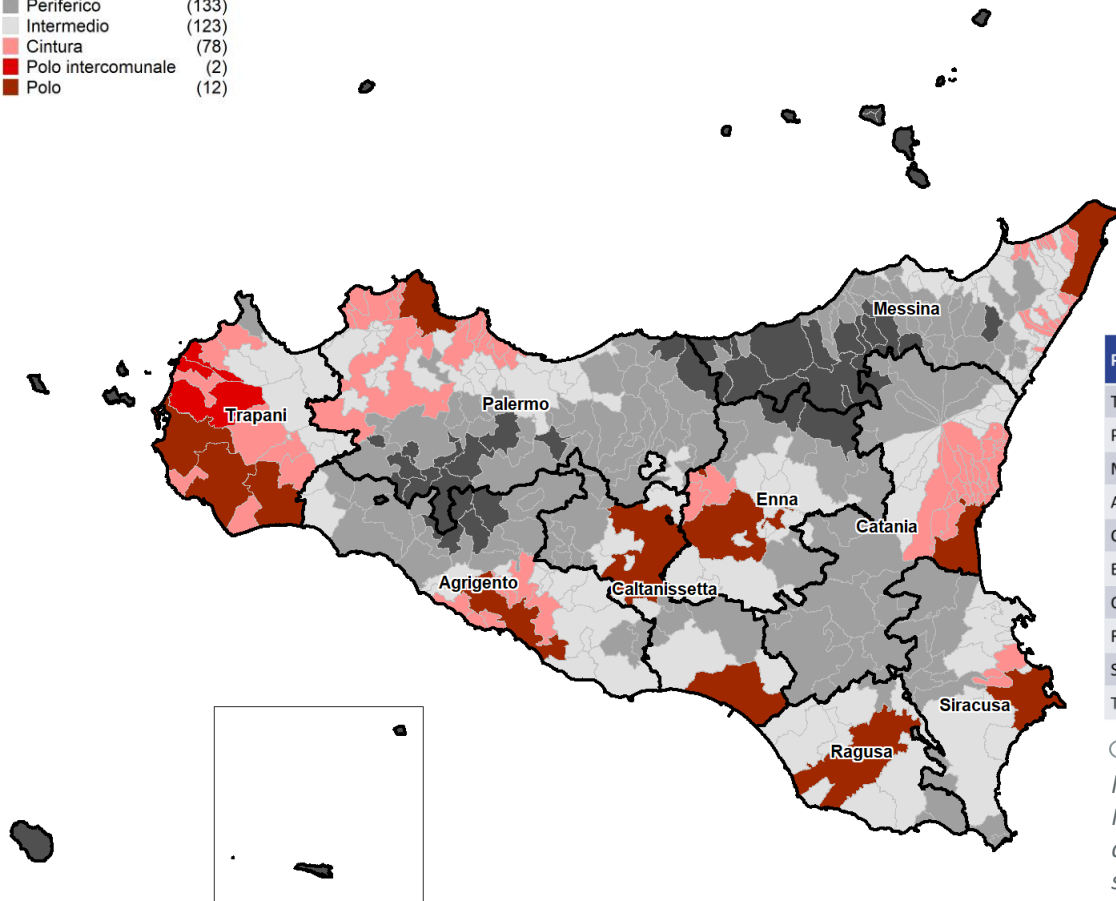 Periferico (133)
Intermedio (123)
Cintura (78)
Polo intercomunale (2)
Polo (12)
Messina
Palermo
Trapani
Enna
Catania
Agrigento
Caltanissetta
Siracusa
Ragusa